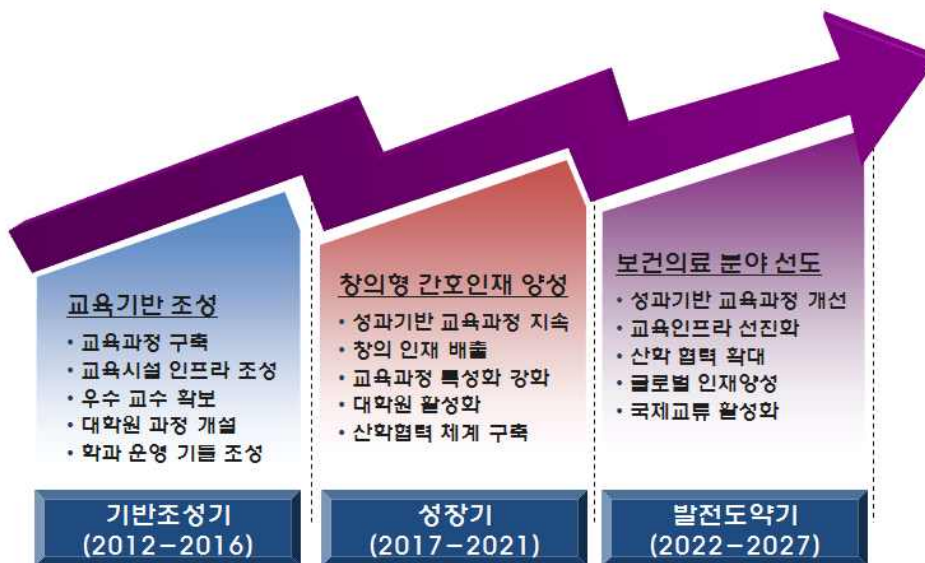 교육기반 조성
• 교육과정 구축
• 교육시설 인프라 조성
• 우수 교수 확보
• 대학원 과정 개설
• 학과 운영 기틀 조성
기반조성기
(2012-2016)
창의형 간호인재 양성
• 성과기반 교육과정 지속
• 창의 인재 배출
• 교육과정 특성화 강화
• 대학원 활성화
• 산학협력 체계 구축
성장기
(2017-2021)
보건의료 분야 선도
• 성과기반 교육과정 개선
• 교육인프라 선진화
• 산학 협력 확대
• 글로벌 인재양성
• 국제교류 활성화
발전도약기
(2022-2027)